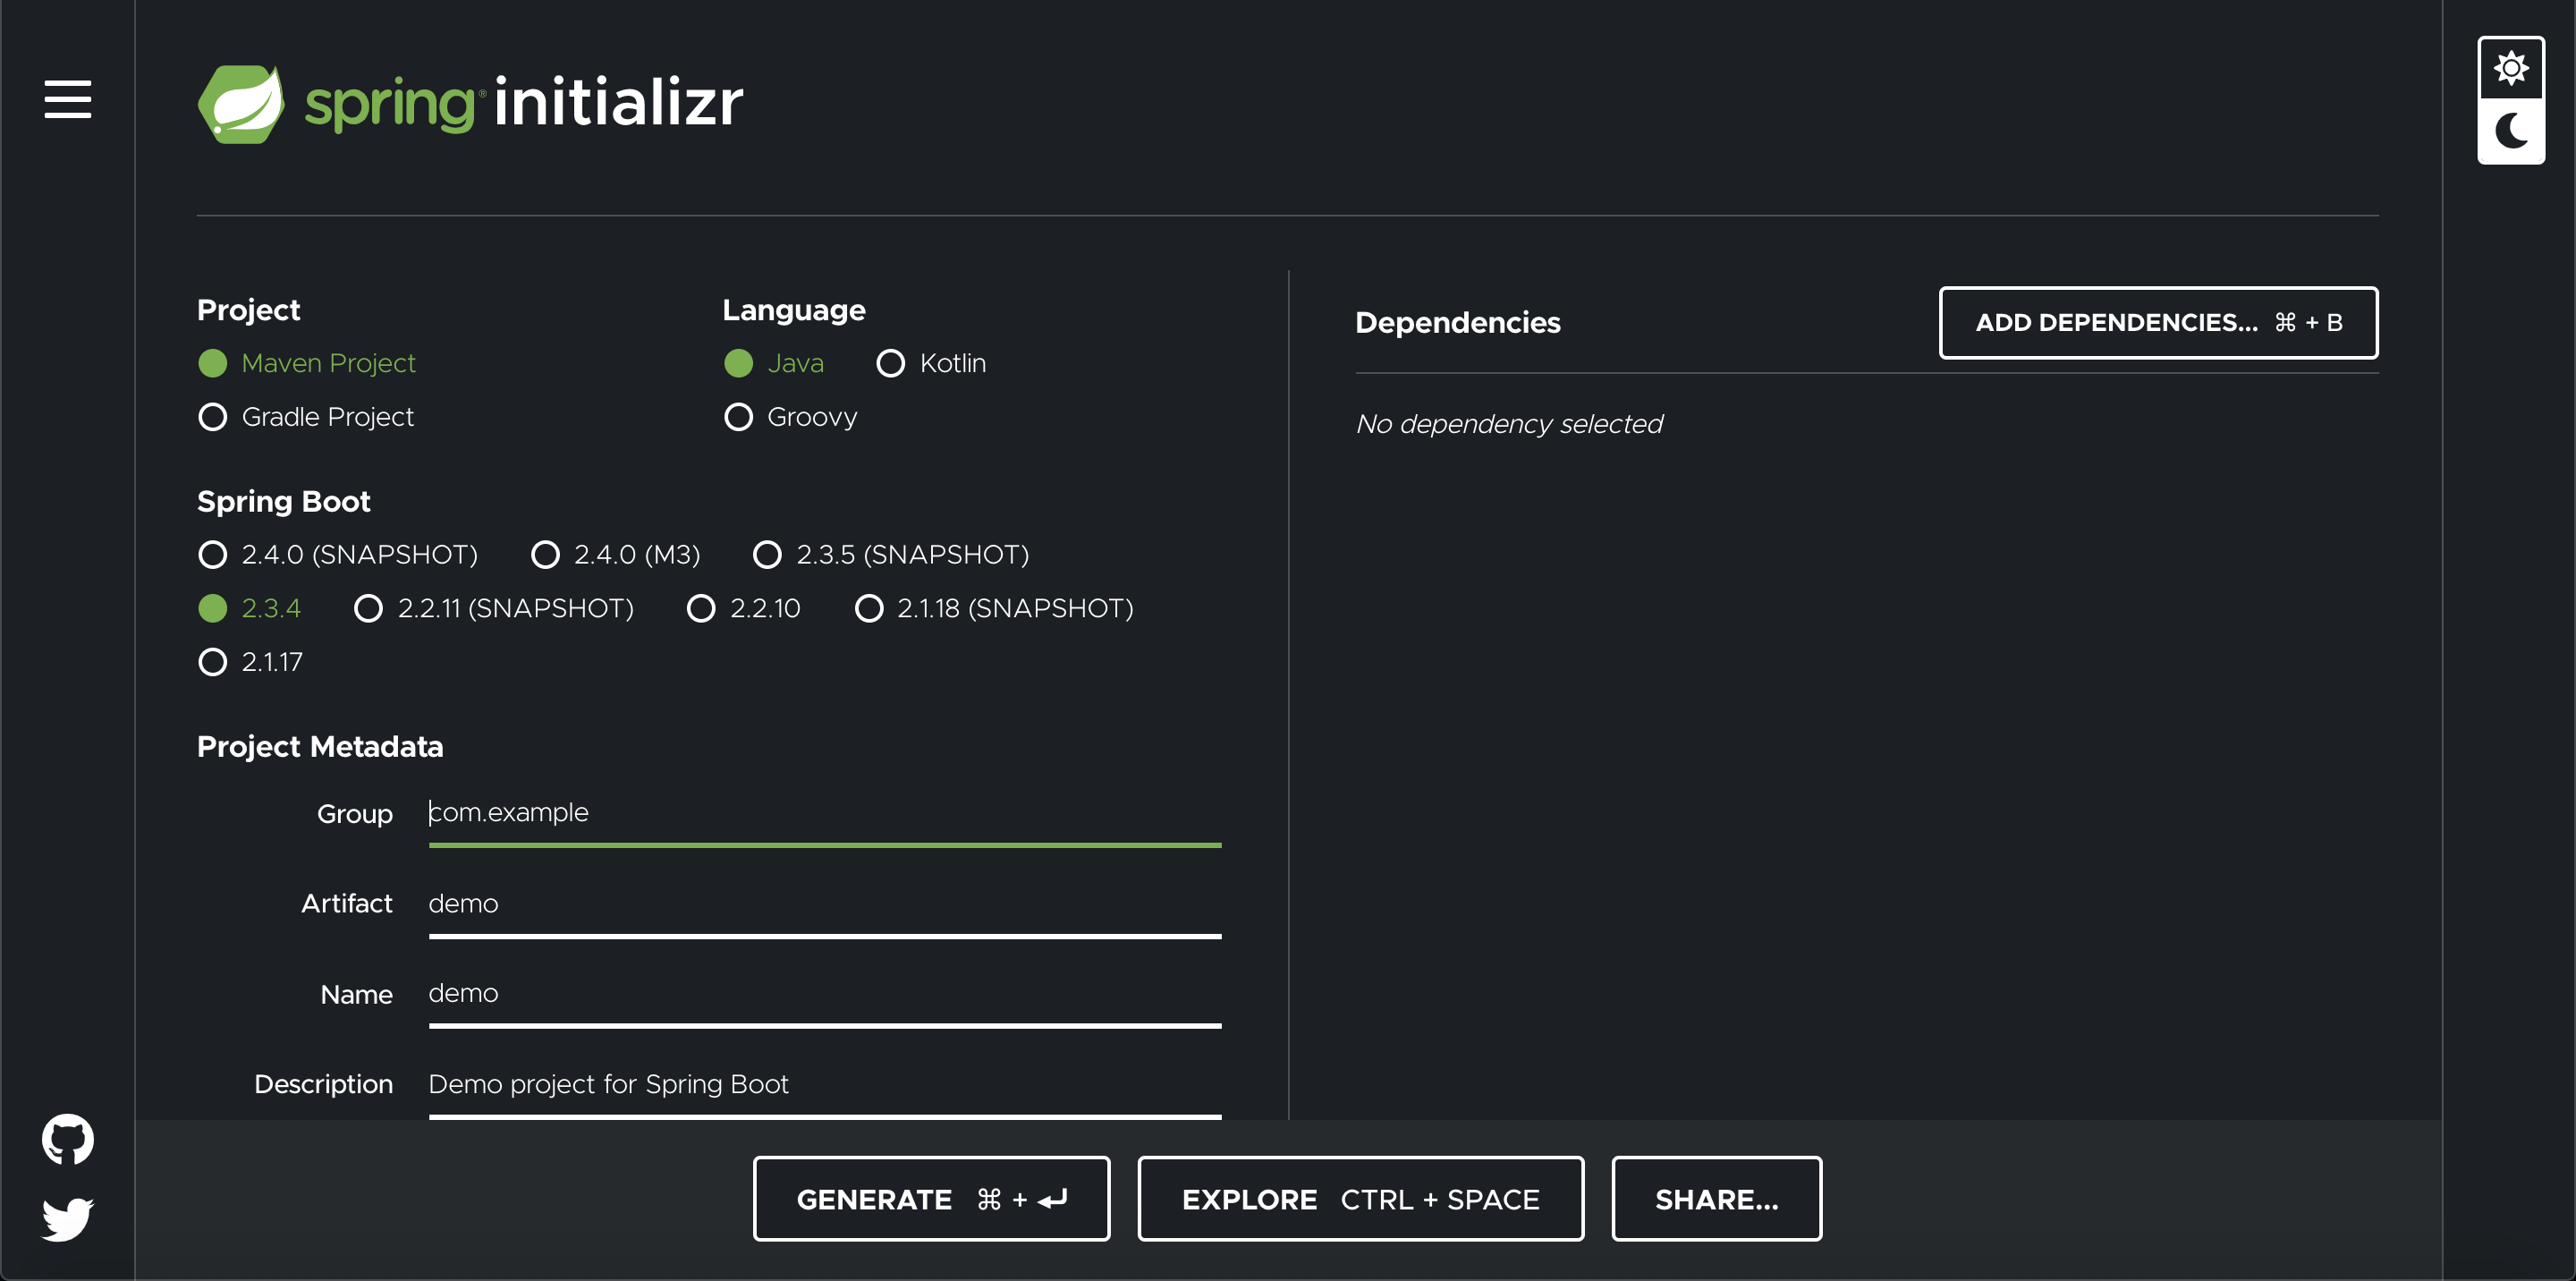 spring® initializr
Project
Maven Project
Gradle Project
Language
Java Kotlin
Groovy
Spring Boot
2.4.0 (SNAPSHOT) 2.4.0 (M3) 2.3.5 (SNAPSHOT)
2.3.4 2.2.11 (SNAPSHOT) 2.2.10 2.1.18 (SNAPSHOT)
2.1.17
Project Metadata
Group com.example
Artifact demo
Name demo
Description Demo project for Spring Boot
Dependencies
ADD DEPENDENCIES... ⌘ + B
No dependency selected
GENERATE ⌘ + ↵
EXPLORE CTRL + SPACE
SHARE...